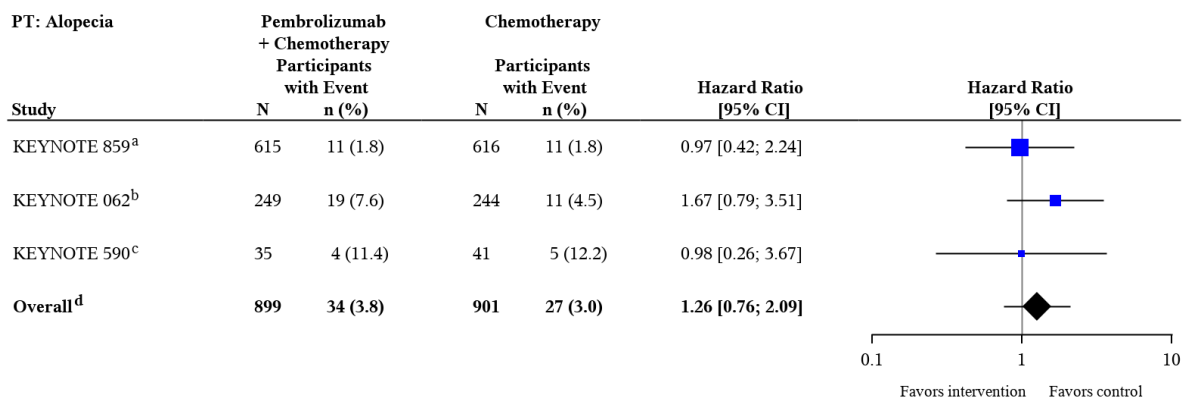 PT: Alopecia Pembrolizumab Chemotherapy
+ Chemotherapy
Participants Participants
with Event with Event Hazard Ratio Hazard Ratio
Study N n (%) N n (%) [95% CI] [95% CI]
KEYNOTE 859a 615 11 (1.8) 616 11 (1.8) 0.97 [0.42; 2.24]
KEYNOTE 062b 249 19 (7.6) 244 11 (4.5) 1.67 [0.79; 3.51]
KEYNOTE 590c 35 4 (11.4) 41 5 (12.2) 0.98 [0.26; 3.67]
Overalld 899 34 (3.8) 901 27 (3.0) 1.26 [0.76; 2.09]
0.1 1 10
Favors intervention Favors control